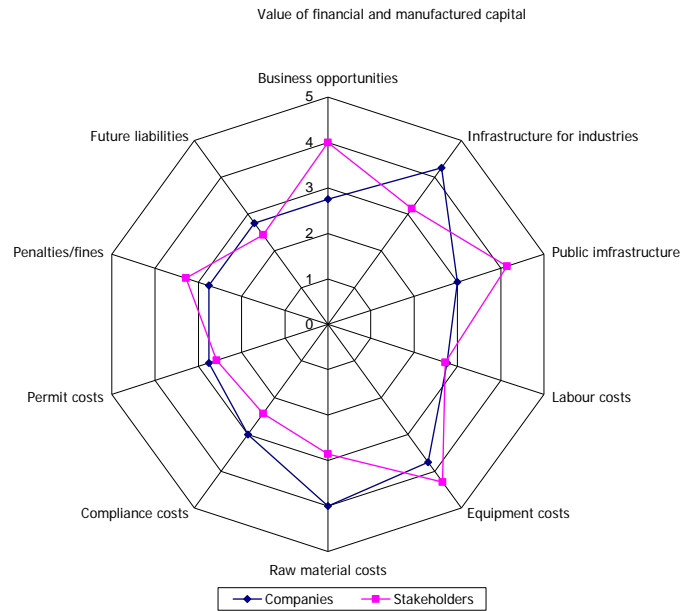 Value of financial and manufactured capital
Business opportunities
5
Future liabilities
Infrastructure for industries
4
3
Penalties/fines
Public imfrastructure
2
1
0
Permit costs
Labour costs
Compliance costs
Equipment costs
Raw material costs
Companies
Stakeholders